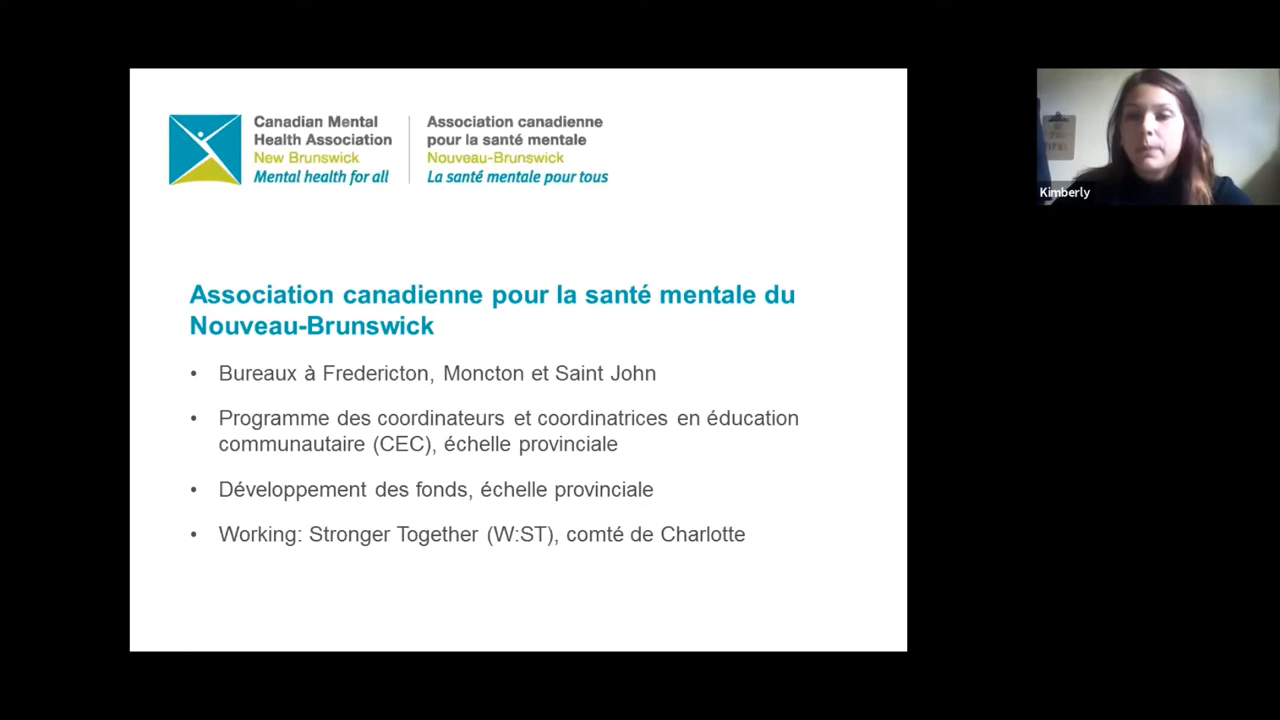 Canadian Mental
Health Association
New Brunswick
Mental health for all
Association canadienne
pour la santé mentale
Nouveau-Brunswick
La santé mentale pour tous
Association canadienne pour la santé mentale du
Nouveau-Brunswick
• Bureaux à Fredericton, Moncton et Saint John
• Programme des coordinateurs et coordinatrices en éducation
communautaire (CEC), échelle provinciale
• Développement des fonds, échelle provinciale
• Working: Stronger Together (W:ST), comté de Charlotte
Kimberly